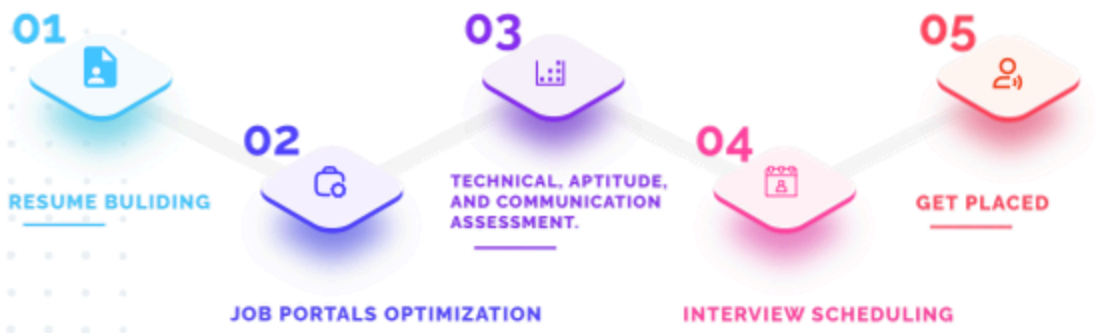 01
RESUME BULIDING
02
JOB PORTALS OPTIMIZATION
03
TECHNICAL, APTITUDE,
AND COMMUNICATION
ASSESSMENT.
04
INTERVIEW SCHEDULING
05
GET PLACED